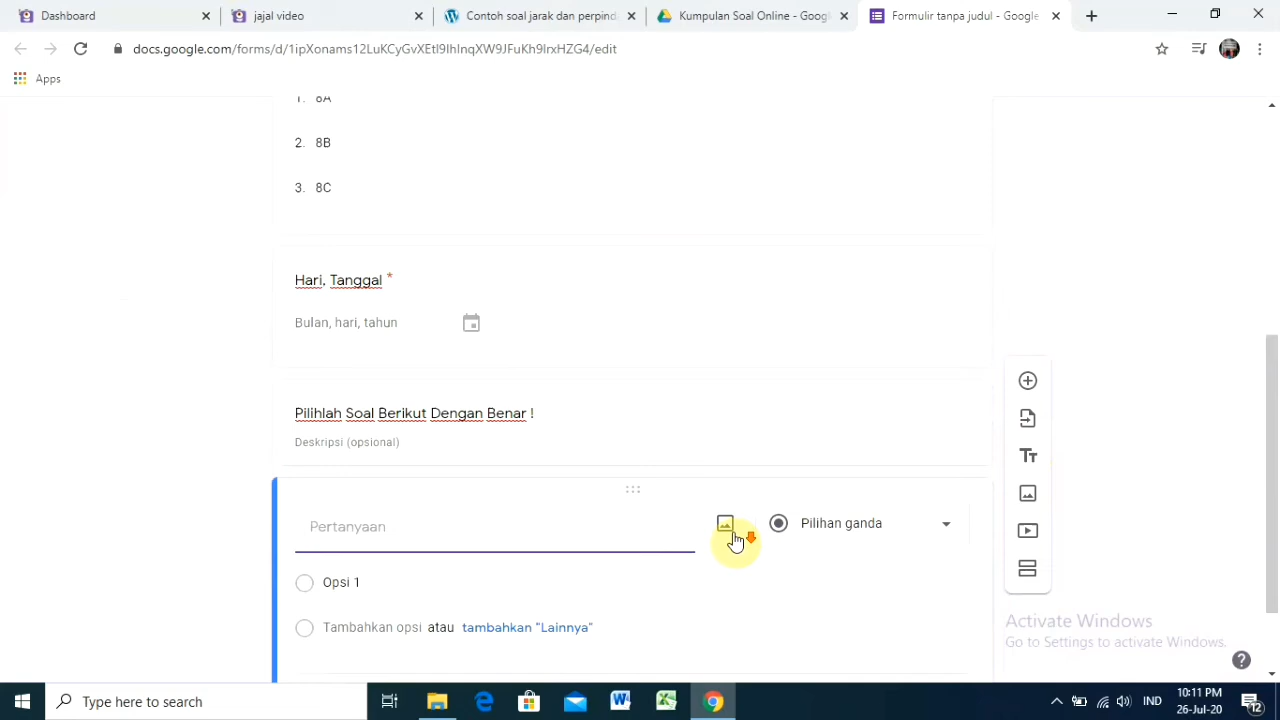 Dashboard
jajal video
Contoh soal jarak dan perpind
Kumpulan Soal Online - Google
Formulir tanpa judul - Google
docs.google.com/forms/d/1ipXonams12LuKCyGvXEtl9IhlnqXW9JFuKh9lrxHZG4/edit
Apps
1. 8A
2. 8B
3. 8C
Hari, Tanggal *
Bulan, hari, tahun
Pilihlah Soal Berikut Dengan Benar !
Deskripsi (opsional)
Pertanyaan
Pilihan ganda
Opsi 1
Tambahkan opsi atau tambahkan "Lainnya"
Activate Windows
Go to Settings to activate Windows.
Type here to search
IND
10:11 PM
26-Jul-20
12